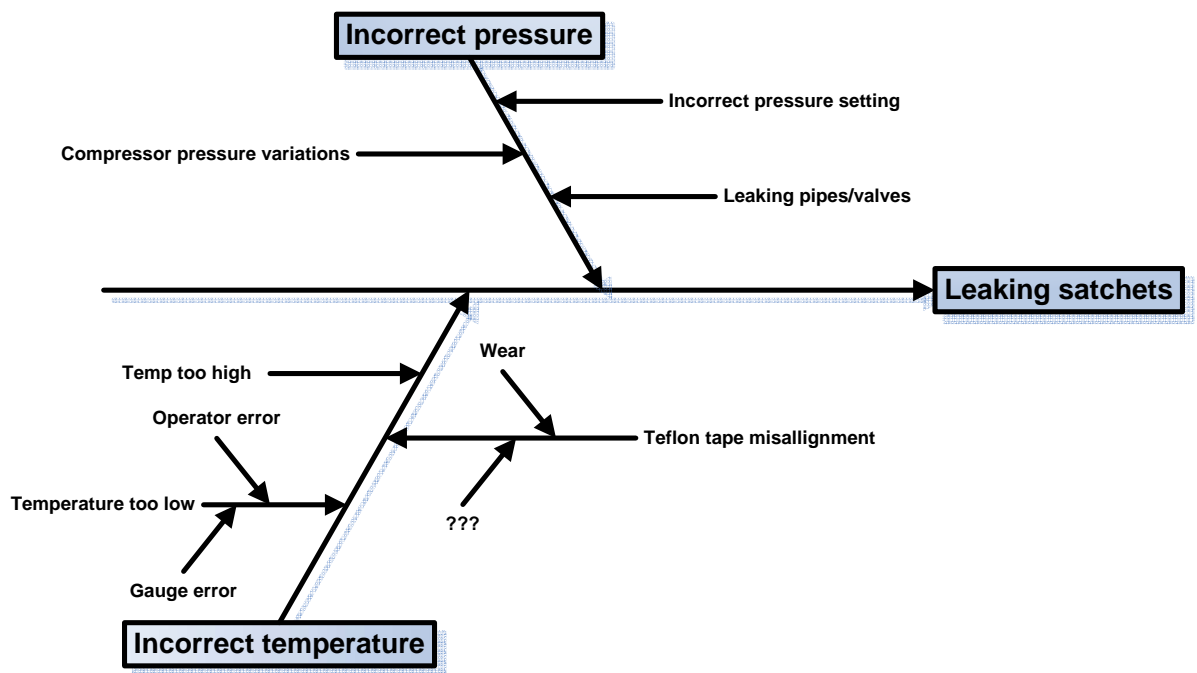 Incorrect pressure
Incorrect pressure setting
Compressor pressure variations
Leaking pipes/valves
Leaking satchets
Wear
Temp too high
Operator error
Teflon tape misallignment
Temperature too low
???
Gauge error
Incorrect temperature